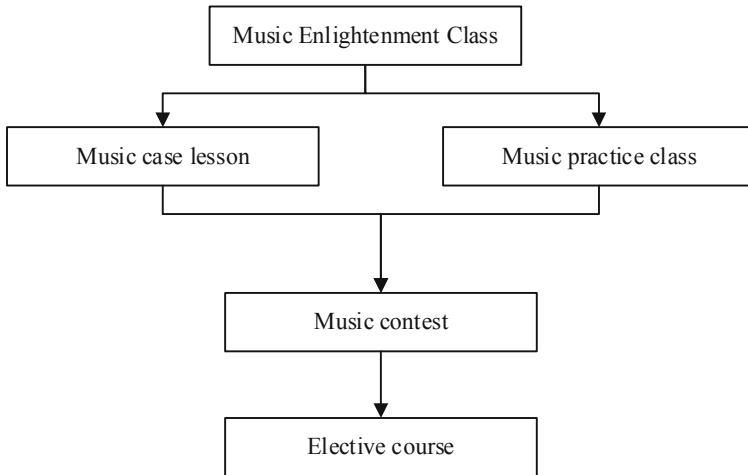 Music Enlightenment Class
Music case lesson
Music practice class
Music contest
Elective course